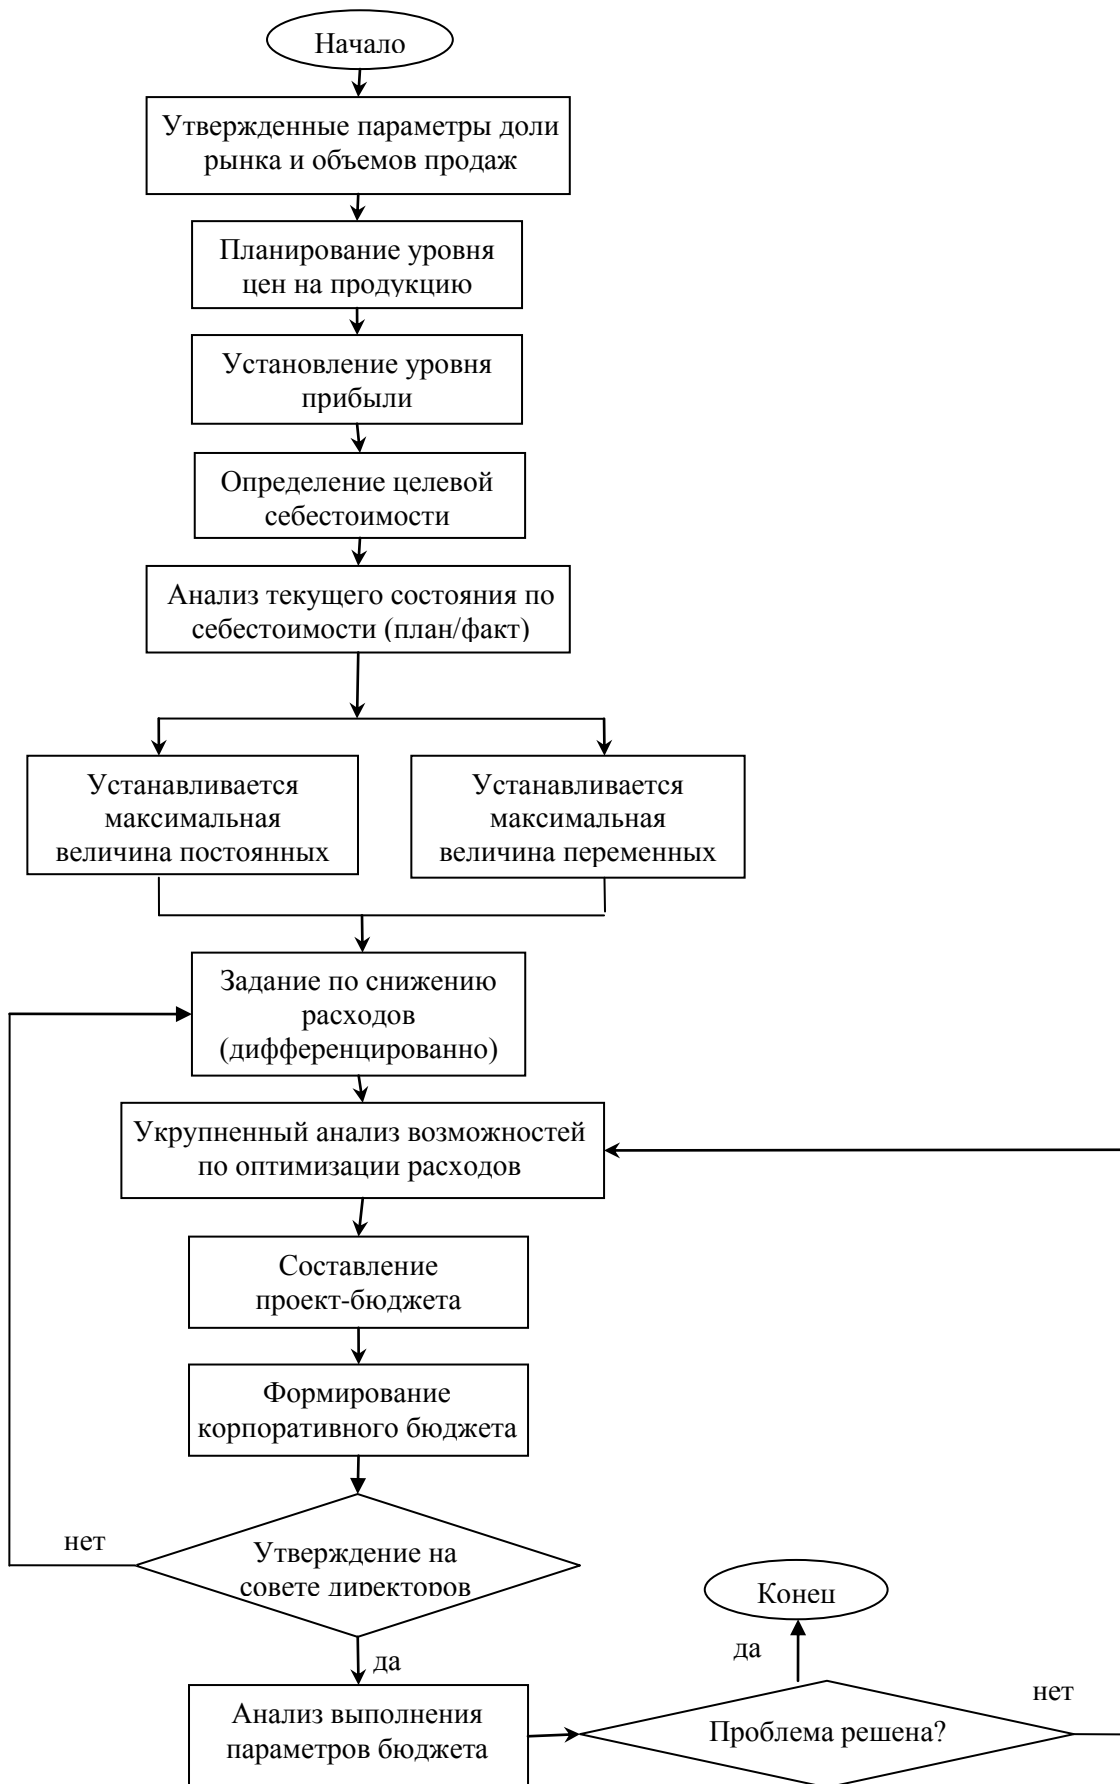 Начало
Утвержденные параметры доли
рынка и объемов продаж
Планирование уровня
цен на продукцию
Установление уровня
прибыли
Определение целевой
себестоимости
Анализ текущего состояния по
себестоимости (план/факт)
Устанавливается
максимальная
величина постоянных
Устанавливается
максимальная
величина переменных
Задание по снижению
расходов
(дифференцированно)
Укрупненный анализ возможностей
по оптимизации расходов
Составление
проект-бюджета
Формирование
корпоративного бюджета
нет
Утверждение на
совете директоров
да
Анализ выполнения
параметров бюджета
Конец
да
Проблема решена?
нет